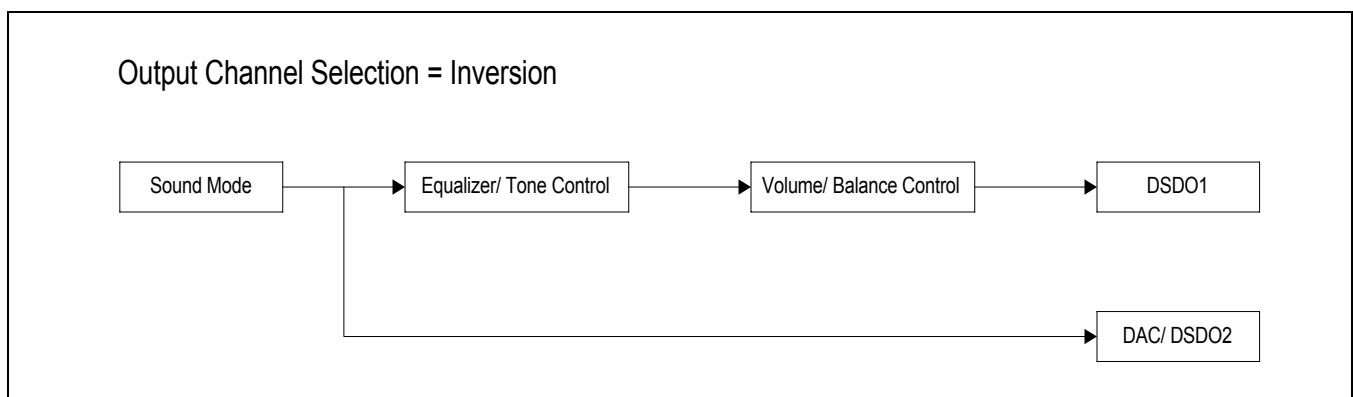 Output Channel Selection = Inversion
Sound Mode
Equalizer/ Tone Control
Volume/ Balance Control
DSDO1
DAC/ DSDO2